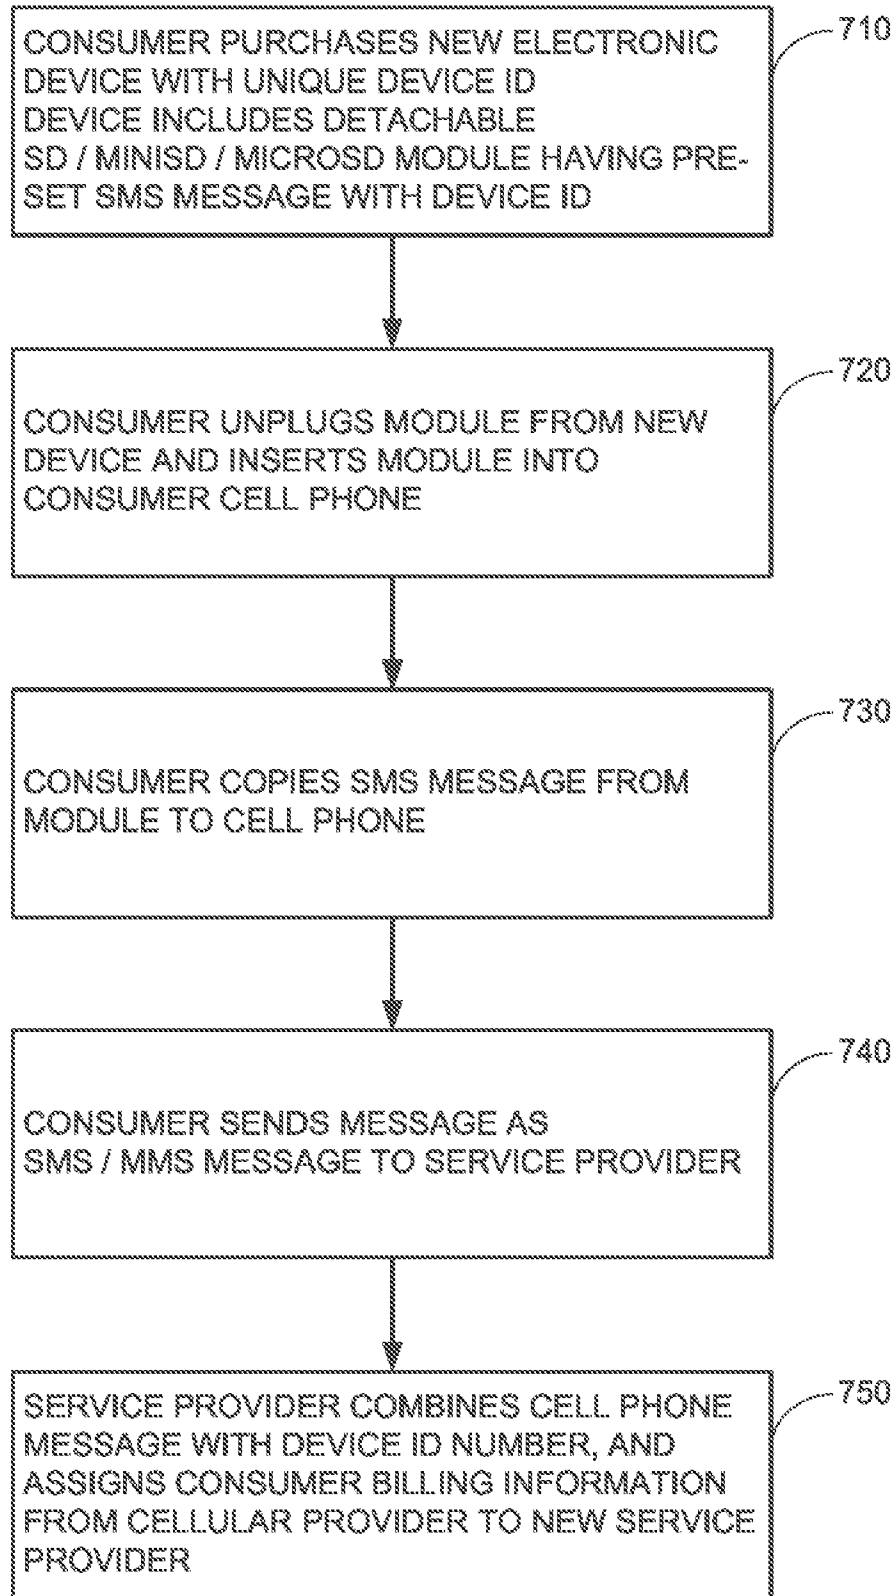 CONSUMER PURCHASES NEW ELECTRONIC
DEVICE WITH UNIQUE DEVICE ID
DEVICE INCLUDES DETACHABLE
SD / MINISD / MICROSD MODULE HAVING PRE-
SET SMS MESSAGE WITH DEVICE ID
710
CONSUMER UNPLUGS MODULE FROM NEW
DEVICE AND INSERTS MODULE INTO
CONSUMER CELL PHONE
720
CONSUMER COPIES SMS MESSAGE FROM
MODULE TO CELL PHONE
730
CONSUMER SENDS MESSAGE AS
SMS / MMS MESSAGE TO SERVICE PROVIDER
740
SERVICE PROVIDER COMBINES CELL PHONE
MESSAGE WITH DEVICE ID NUMBER, AND
ASSIGNS CONSUMER BILLING INFORMATION
FROM CELLULAR PROVIDER TO NEW SERVICE
PROVIDER
750